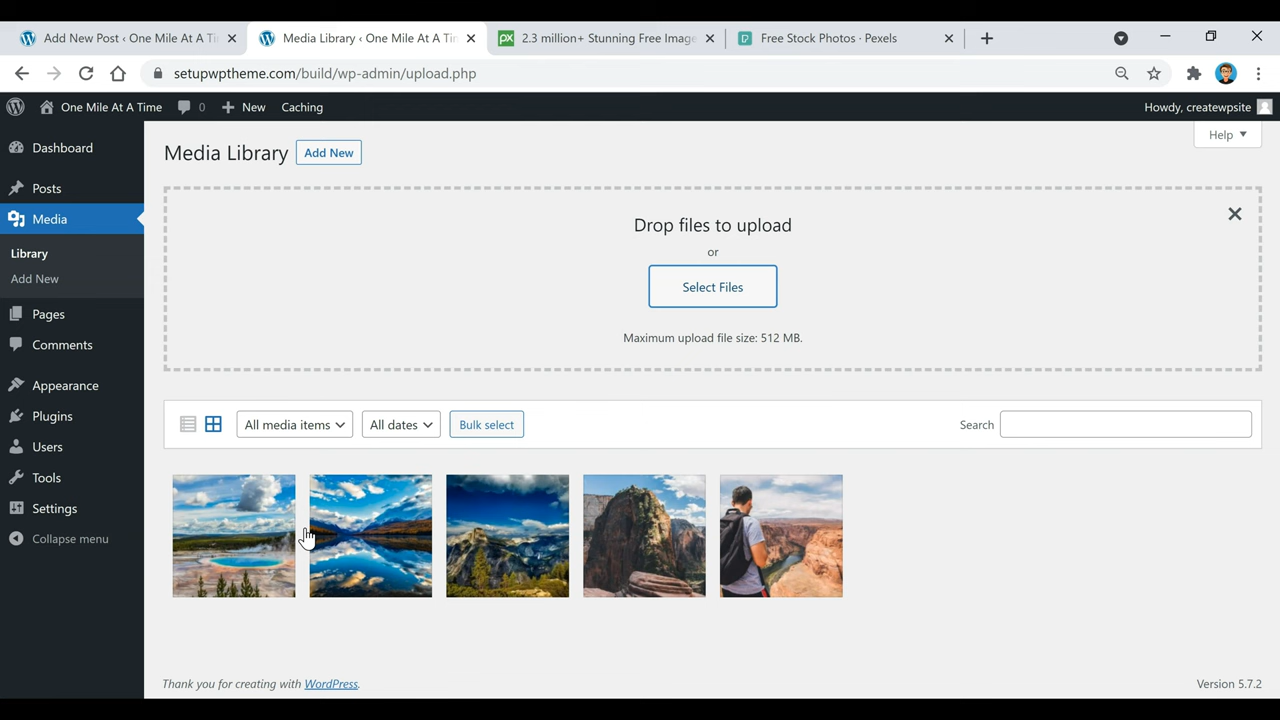 Add New Post ‹ One Mile At A Ti
Media Library ‹ One Mile At A Tim
2.3 million+ Stunning Free Image
Free Stock Photos · Pexels
setupwptheme.com/build/wp-admin/upload.php
One Mile At A Time
0
New
Caching
Howdy, createwpsite
Dashboard
Posts
Media
Library
Add New
Pages
Comments
Appearance
Plugins
Users
Tools
Settings
Collapse menu
Media Library
Add New
Help
Drop files to upload
or
Select Files
Maximum upload file size: 512 MB.
All media items
All dates
Bulk select
Search
Thank you for creating with WordPress.
Version 5.7.2